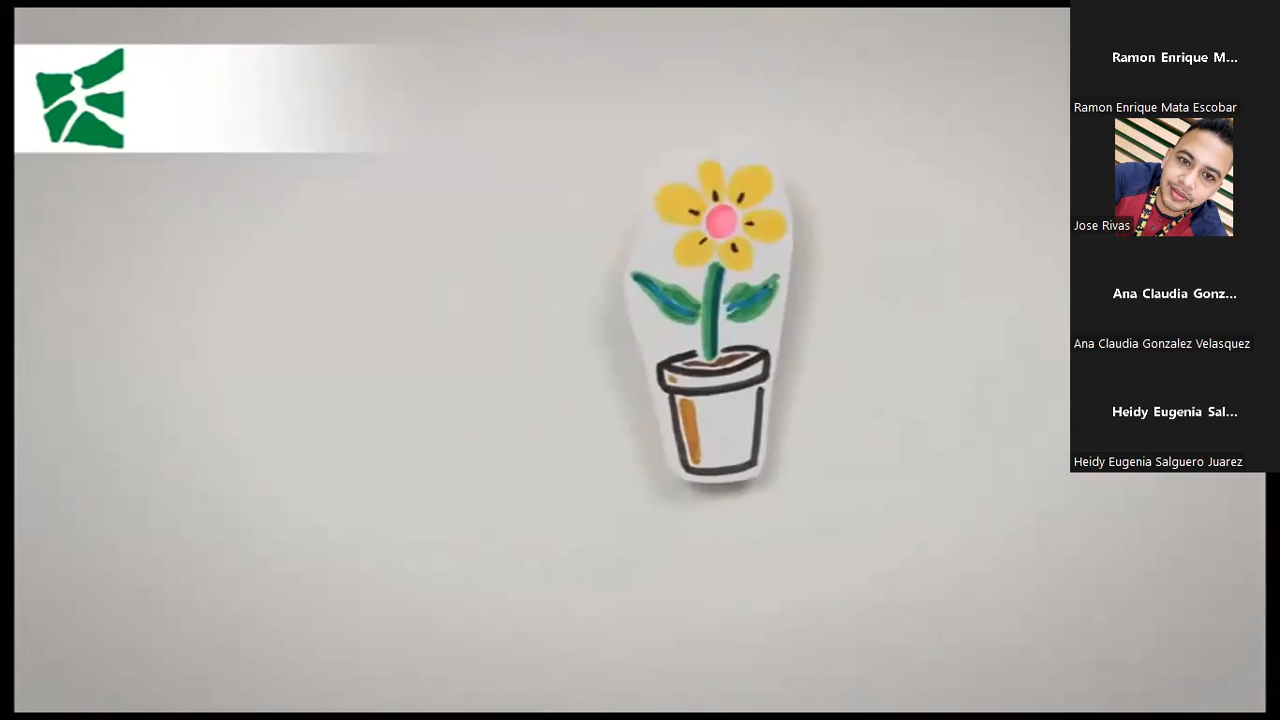 Ramon Enrique M...
Ramon Enrique Mata Escobar
Jose Rivas
Ana Claudia Gonz...
Ana Claudia Gonzalez Velasquez
Heidy Eugenia Sal...
Heidy Eugenia Salguero Juarez